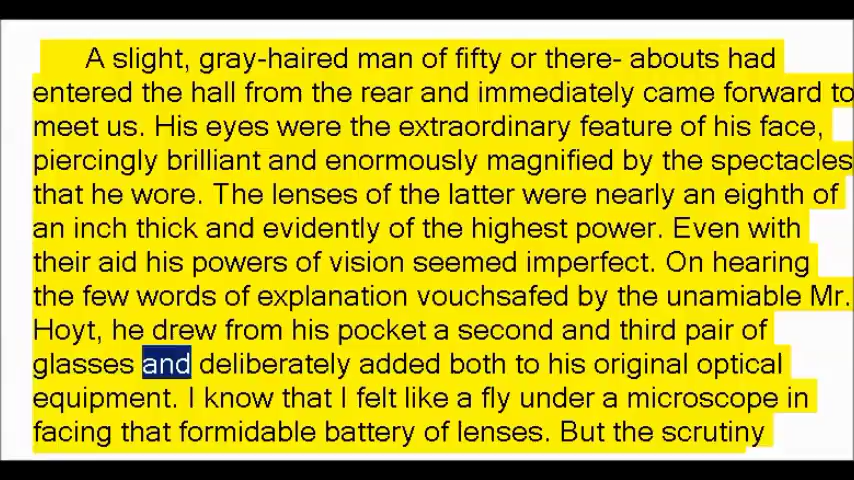 A slight, gray-haired man of fifty or there- abouts had
entered the hall from the rear and immediately came forward to
meet us. His eyes were the extraordinary feature of his face,
piercingly brilliant and enormously magnified by the spectacles
that he wore. The lenses of the latter were nearly an eighth of
an inch thick and evidently of the highest power. Even with
their aid his powers of vision seemed imperfect. On hearing
the few words of explanation vouchsafed by the unamiable Mr.
Hoyt, he drew from his pocket a second and third pair of
glasses and deliberately added both to his original optical
equipment. I know that I felt like a fly under a microscope in
facing that formidable battery of lenses. But the scrutiny